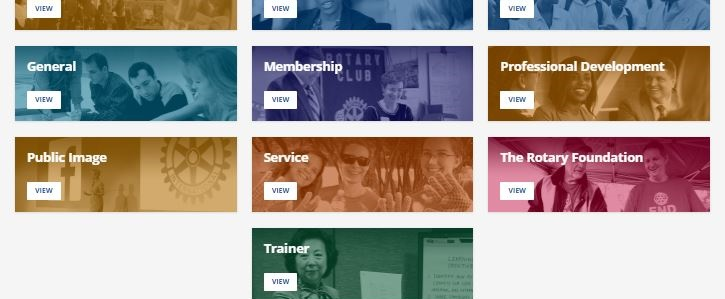 VIEW
VIEW
VIEW
General
VIEW
Membership
ROTARY
CLUB
VIEW
Professional Development
VIEW
Public Image
VIEW
Service
VIEW
The Rotary Foundation
END
VIEW
Trainer
VIEW